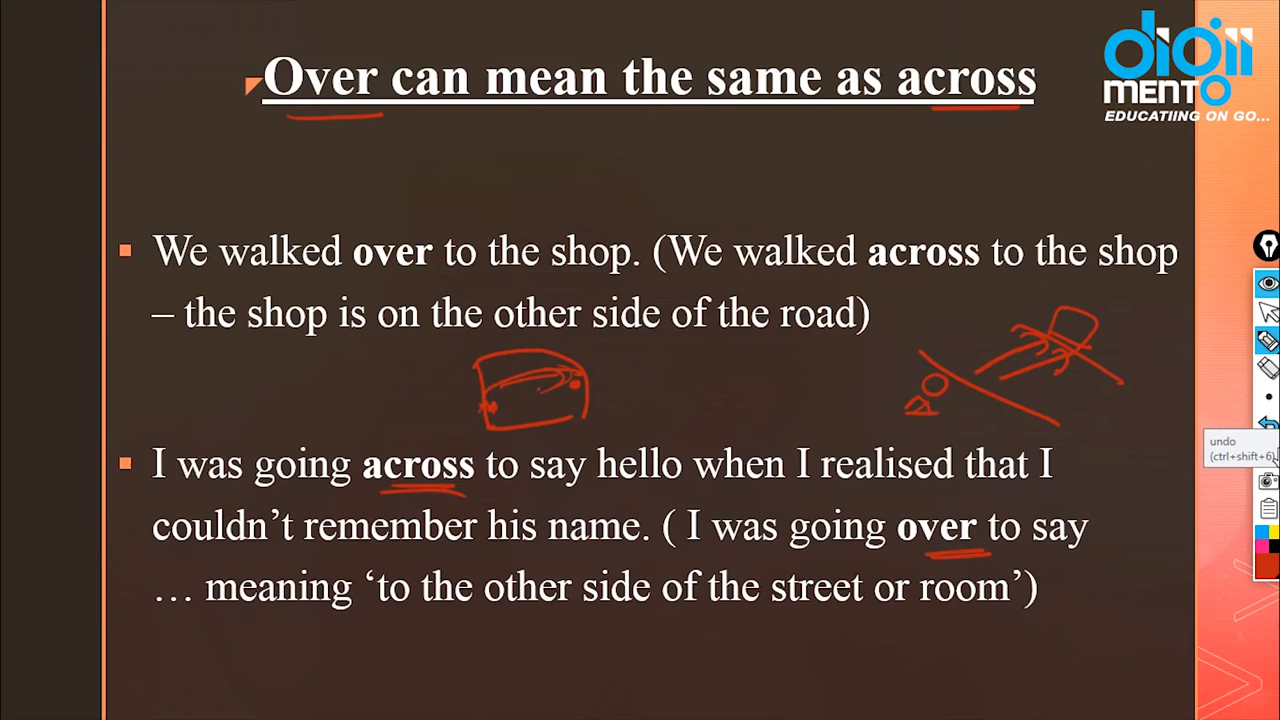 Over can mean the same as across
digii
MENTO
EDUCATIING ON GO...
We walked over to the shop. (We walked across to the shop
– the shop is on the other side of the road)
I was going across to say hello when I realised that I
couldn’t remember his name. ( I was going over to say
… meaning ‘to the other side of the street or room’)
undo
(ctrl+shift+6)